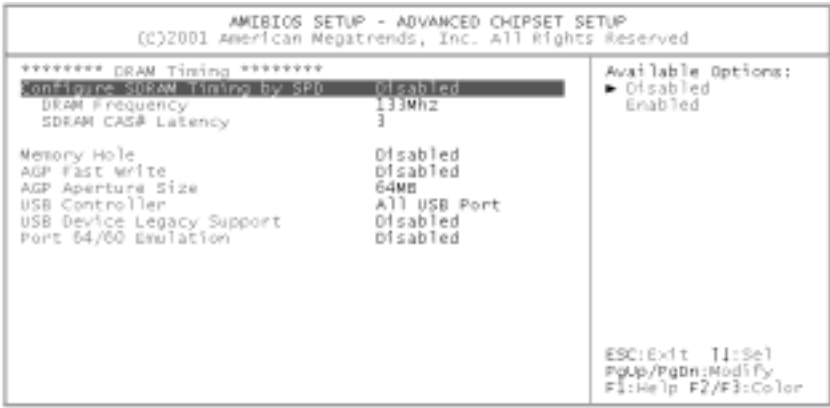 AMIBIOS SETUP - ADVANCED CHIPSET SETUP
(C)2001 American Megatrends, Inc. All Rights Reserved
******** DRAM Timing ********
Configure SDRAM Timing by SPD Disabled
DRAM Frequency 133Mhz
SDRAM CAS# Latency 3
Memory Hole Disabled
AGP Fast Write Disabled
AGP Aperture Size 64MB
USB Controller All USB Port
USB Device Legacy Support Disabled
Port 64/60 Emulation Disabled
Available Options:
► Disabled
Enabled
ESC:Exit ↑↓:Sel
PgUp/PgDn:Modify
F1:Help F2/F3:Color